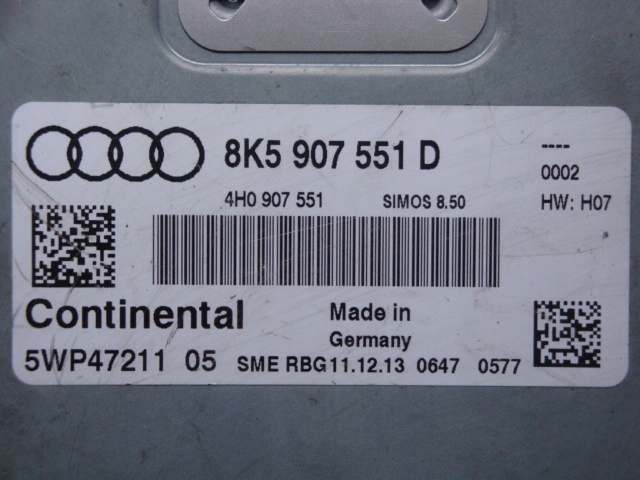 8K5 907 551 D
----
0002
4H0 907 551 SIMOS 8.50 HW: H07
Continental
Made in
Germany
5WP47211 05 SME RBG11.12.13 0647 0577